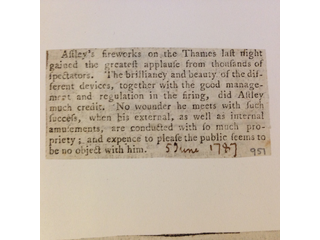 Aſtley's fireworks on the Thames laſt night
gained the greateſt applauſe from thouſands of
ſpectators. The brilliancy and beauty of the dif-
ferent devices, together with the good manage-
ment and regulation in the firing, did Aſtley
much credit. No wounder he meets with ſuch
ſucceſs, when his external, as well as internal
amuſements, are conducted with ſo much pro-
priety; and expence to pleaſe the public ſeems to
be no object with him. 5 June 1787 951